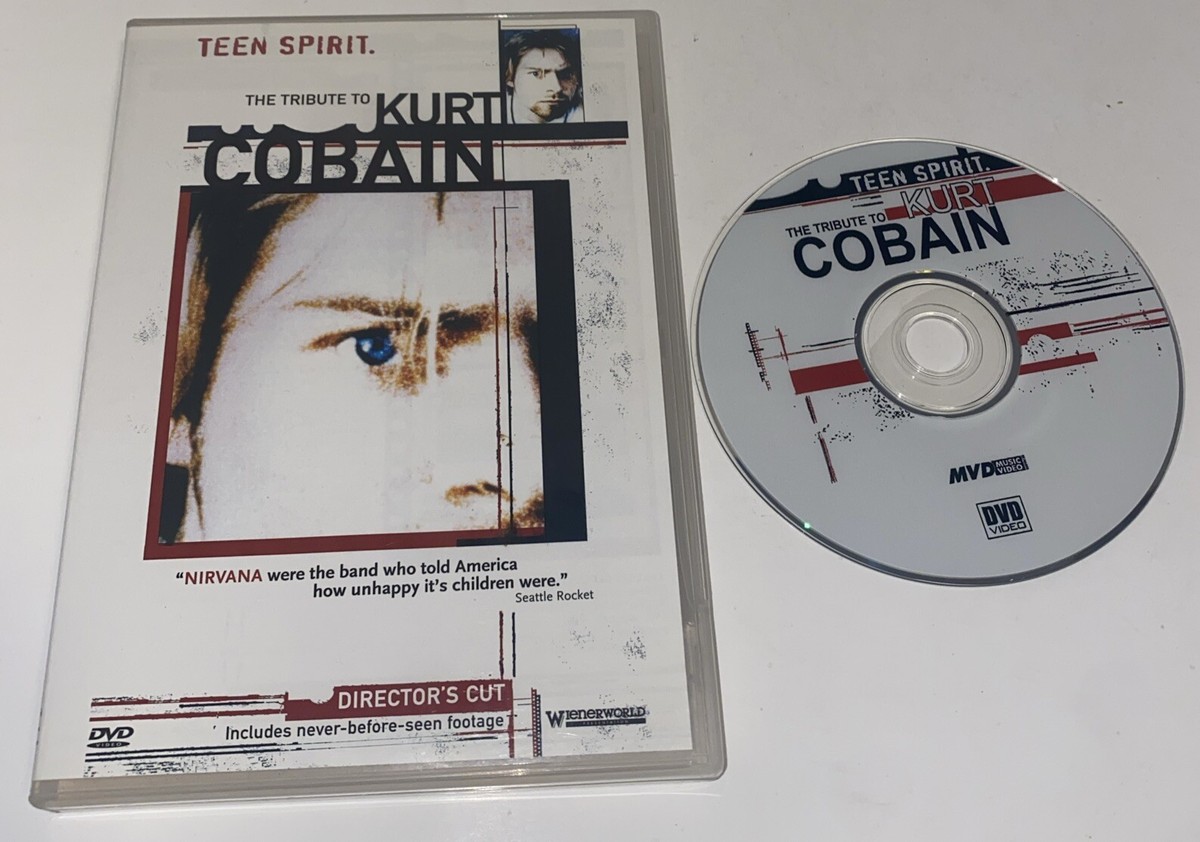 TEEN SPIRIT.
THE TRIBUTE TO KURT
COBAIN
"NIRVANA were the band who told America
how unhappy it's children were."
Seattle Rocket
DIRECTOR'S CUT
Includes never-before-seen footage
DVD
VIDEO
WIENERWORLD
TEEN SPIRIT.
THE TRIBUTE TO KURT
COBAIN
MVD MUSIC
VIDEO
DVD
VIDEO